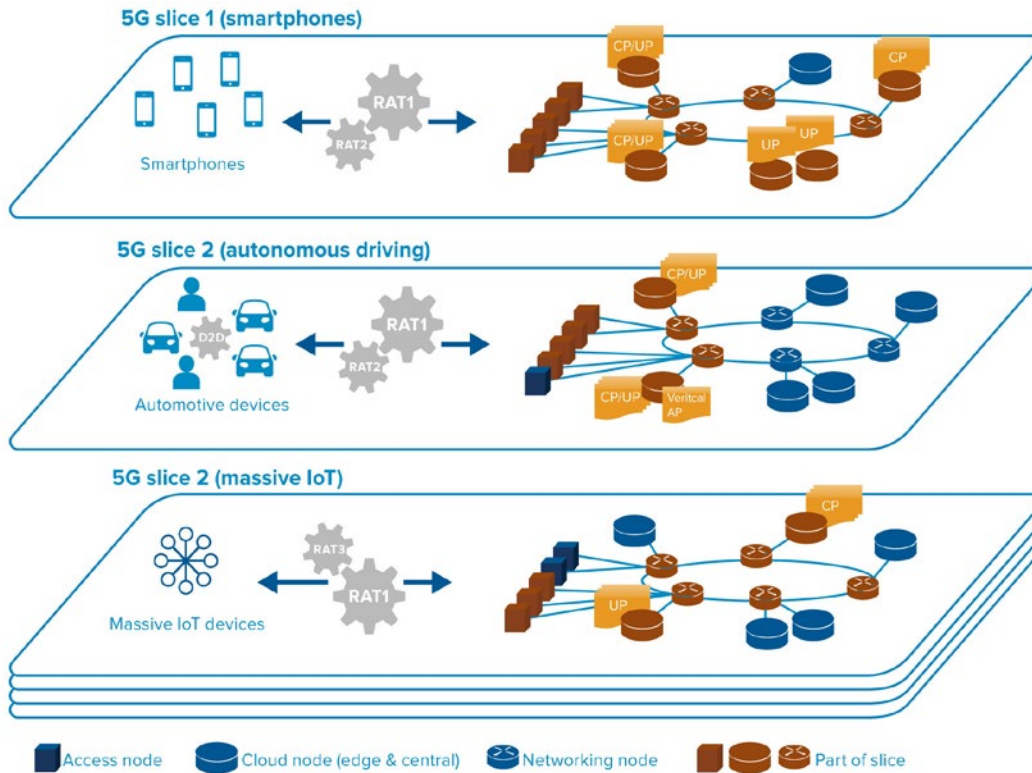 5G slice 1 (smartphones)
CP/UP
CP
RAT1
RAT2
CP/UP
UP
UP
Smartphones
5G slice 2 (autonomous driving)
CP/UP
RAT1
D2D
RAT2
CP/UP
Veritcal
AP
Automotive devices
5G slice 2 (massive IoT)
CP
RAT3
RAT1
UP
Massive IoT devices
Access node
Cloud node (edge & central)
Networking node
Part of slice